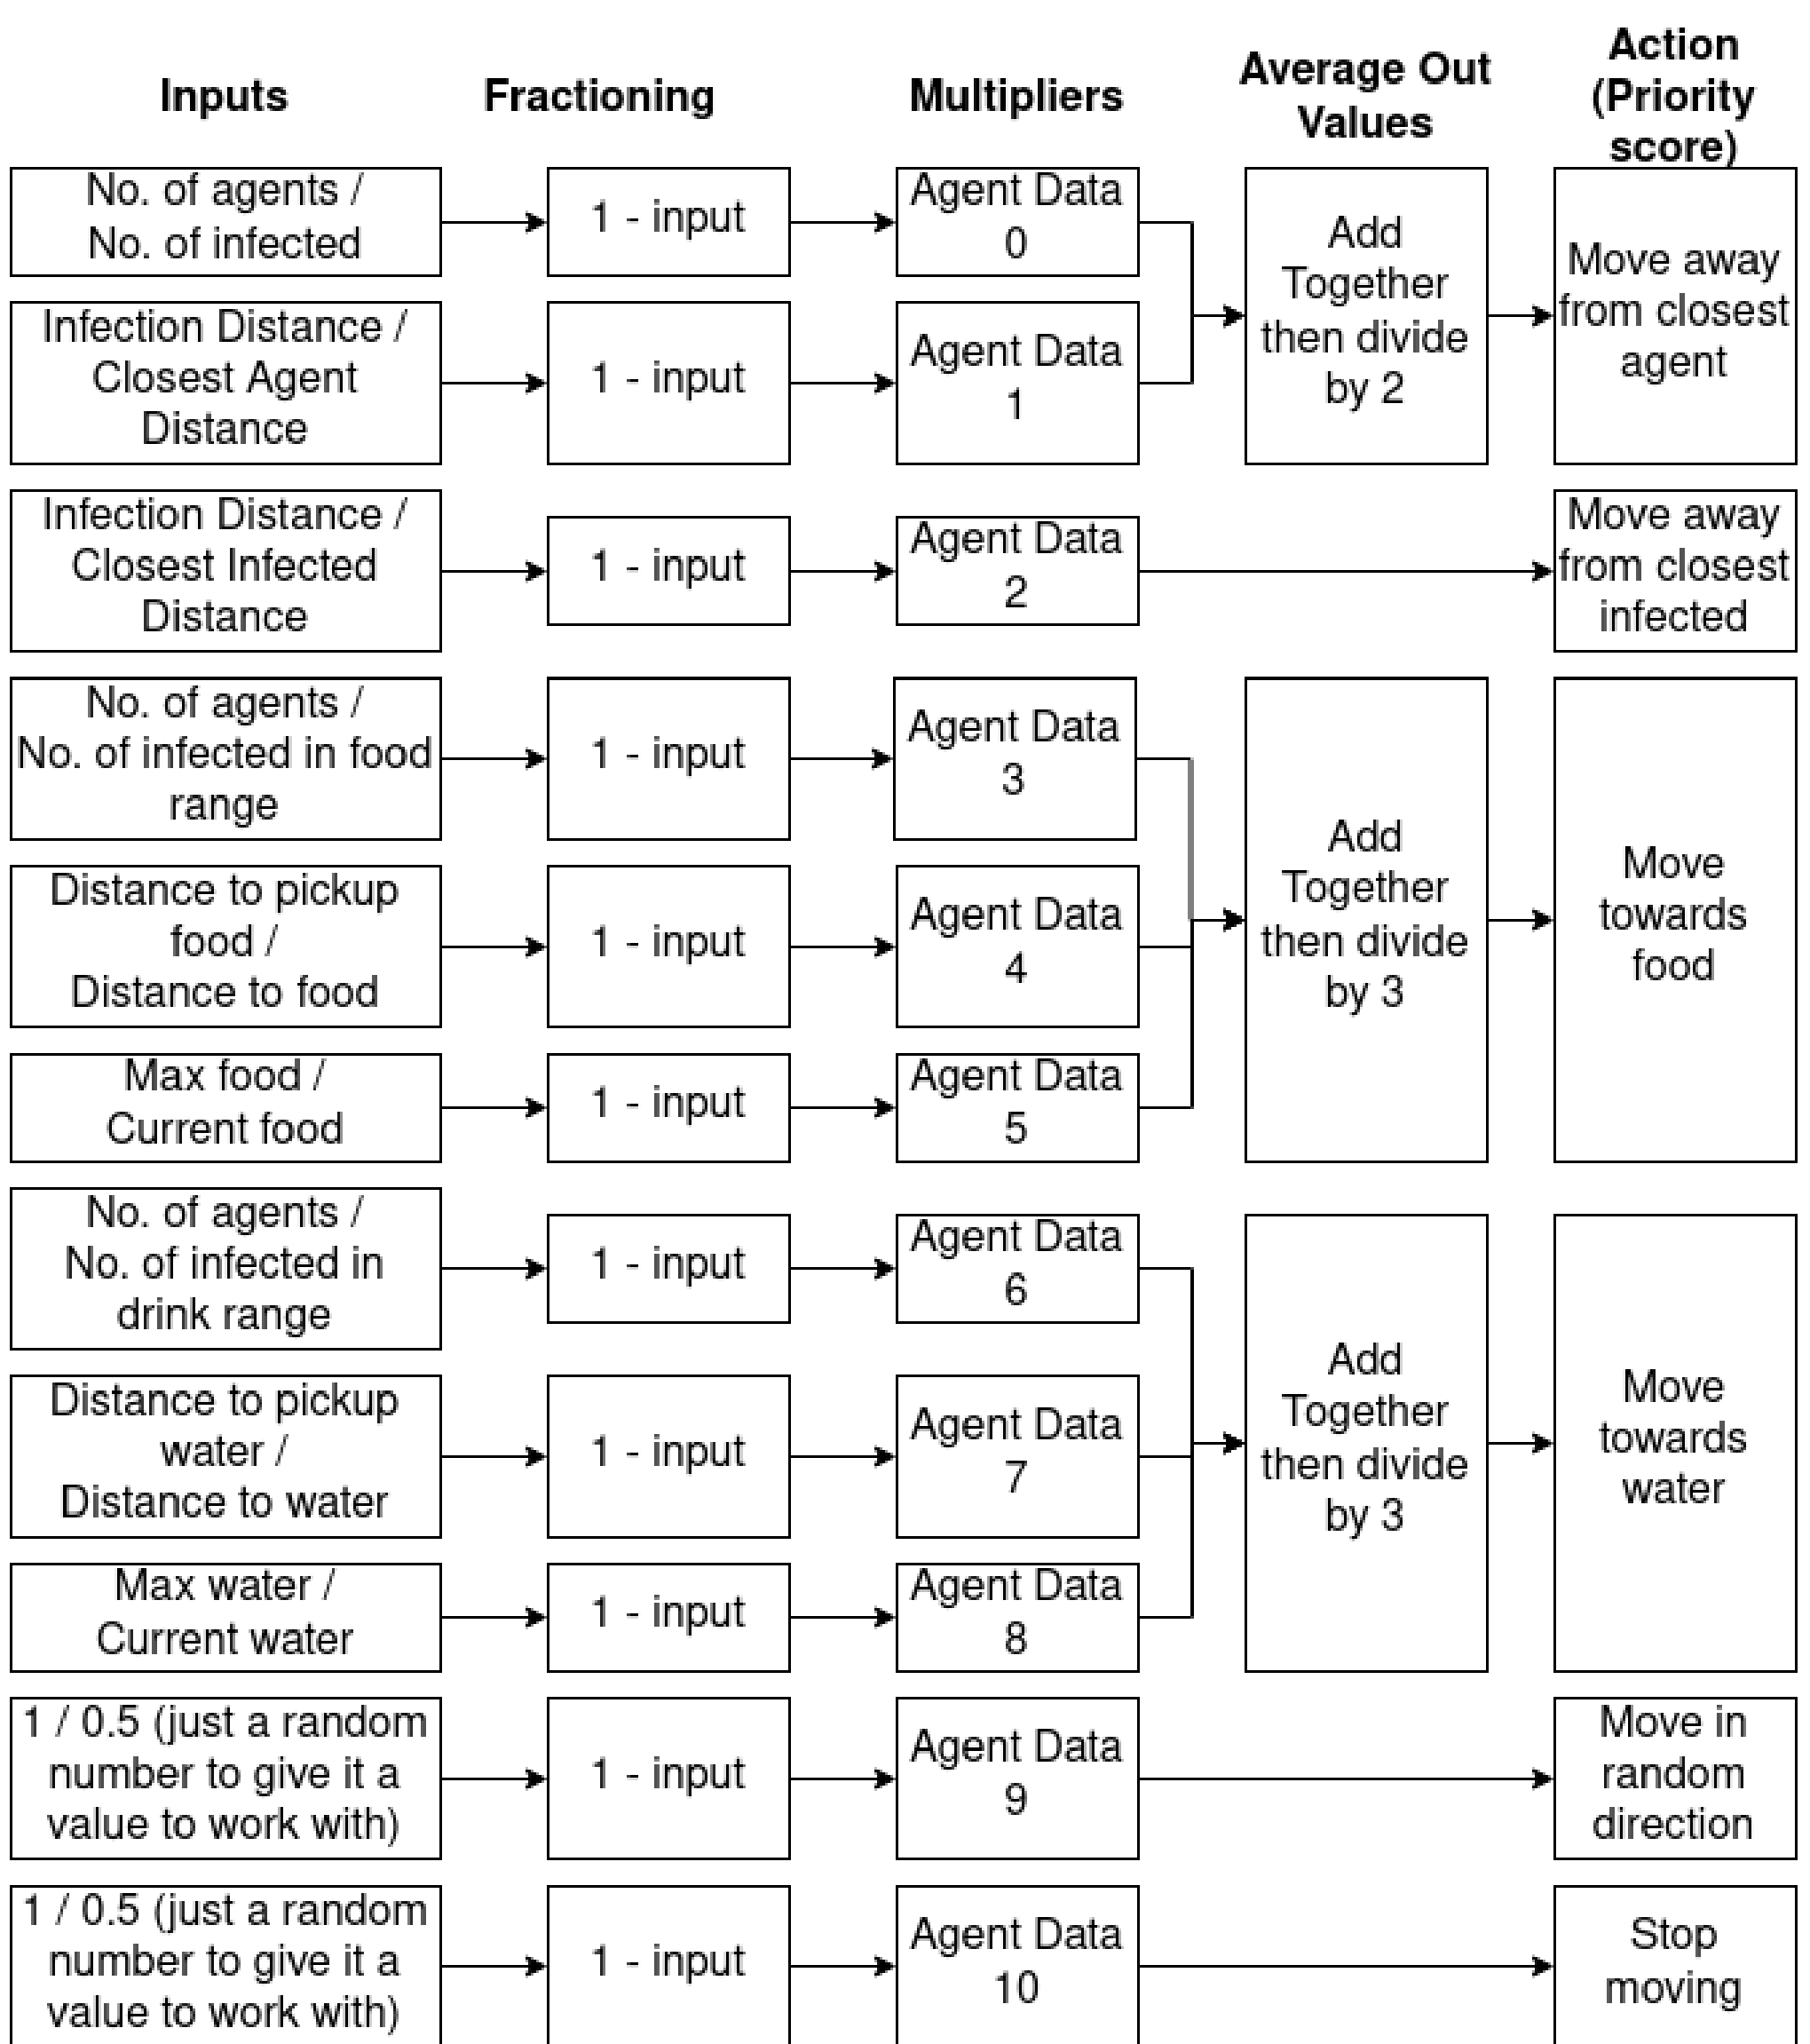 Inputs
Fractioning
Multipliers
Average Out
Values
Action
(Priority
score)
No. of agents /
No. of infected
1 - input
Agent Data
0
Infection Distance /
Closest Agent
Distance
1 - input
Agent Data
1
Add
Together
then divide
by 2
Move away
from closest
agent
Infection Distance /
Closest Infected
Distance
1 - input
Agent Data
2
Move away
from closest
infected
No. of agents /
No. of infected in food
range
1 - input
Agent Data
3
Distance to pickup
food /
Distance to food
1 - input
Agent Data
4
Max food /
Current food
1 - input
Agent Data
5
Add
Together
then divide
by 3
Move
towards
food
No. of agents /
No. of infected in
drink range
1 - input
Agent Data
6
Distance to pickup
water /
Distance to water
1 - input
Agent Data
7
Max water /
Current water
1 - input
Agent Data
8
Add
Together
then divide
by 3
Move
towards
water
1 / 0.5 (just a random
number to give it a
value to work with)
1 - input
Agent Data
9
Move in
random
direction
1 / 0.5 (just a random
number to give it a
value to work with)
1 - input
Agent Data
10
Stop
moving